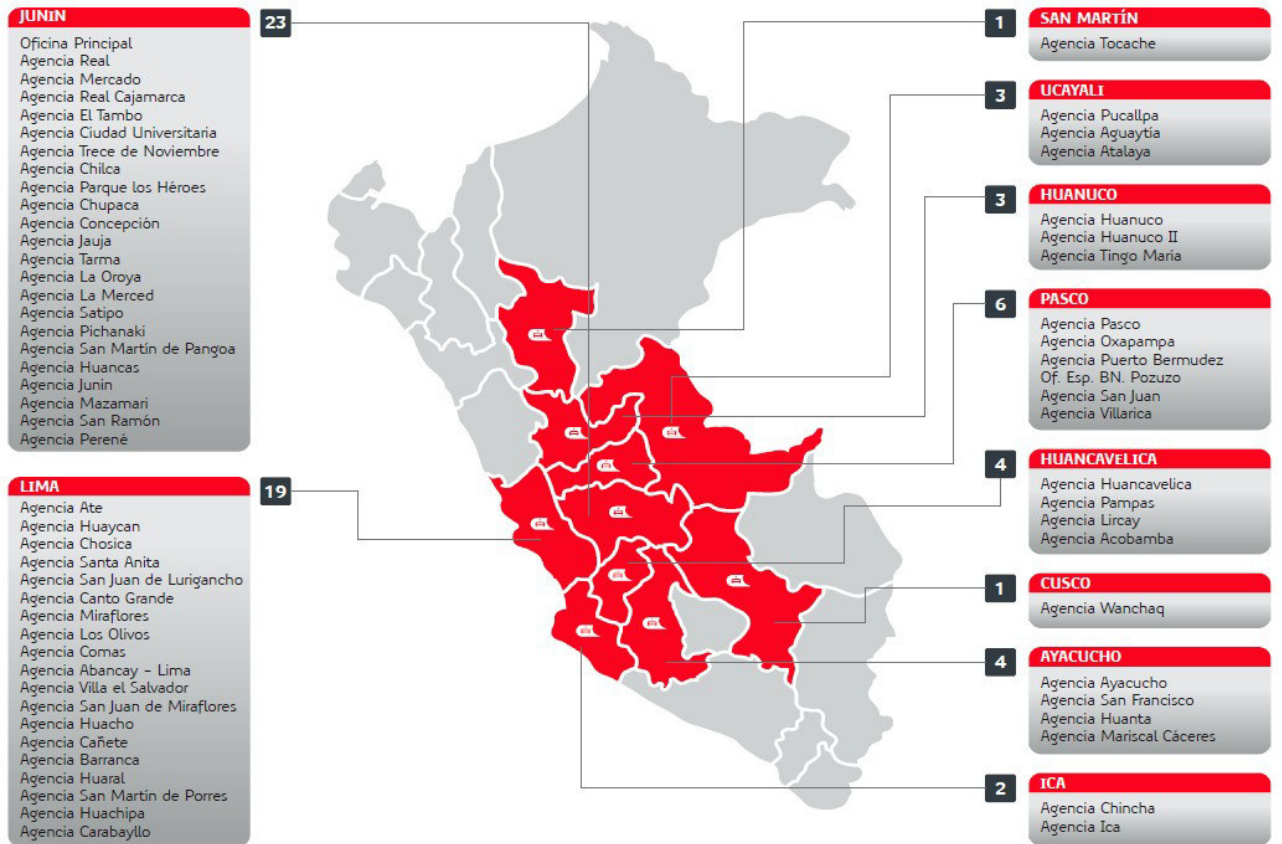 JUNIN
23
Oficina Principal
Agencia Real
Agencia Mercado
Agencia Real Cajamarca
Agencia El Tambo
Agencia Ciudad Universitaria
Agencia Trece de Noviembre
Agencia Chilca
Agencia Parque los Héroes
Agencia Chupaca
Agencia Concepción
Agencia Jauja
Agencia Tarma
Agencia La Oroya
Agencia La Merced
Agencia Satipo
Agencia Pichanaki
Agencia San Martín de Pangoa
Agencia Huancas
Agencia Junin
Agencia Mazamari
Agencia San Ramón
Agencia Perené
LIMA
19
Agencia Ate
Agencia Huaycan
Agencia Chosica
Agencia Santa Anita
Agencia San Juan de Lurigancho
Agencia Canto Grande
Agencia Miraflores
Agencia Los Olivos
Agencia Comas
Agencia Abancay - Lima
Agencia Villa el Salvador
Agencia San Juan de Miraflores
Agencia Huacho
Agencia Cañete
Agencia Barranca
Agencia Huaral
Agencia San Martín de Porres
Agencia Huachipa
Agencia Carabayllo
1
SAN MARTÍN
Agencia Tocache
3
UCAYALI
Agencia Pucallpa
Agencia Aguaytía
Agencia Atalaya
3
HUANUCO
Agencia Huanuco
Agencia Huanuco II
Agencia Tingo María
6
PASCO
Agencia Pasco
Agencia Oxapampa
Agencia Puerto Bermudez
Of. Esp. BN. Pozuzo
Agencia San Juan
Agencia Villarica
4
HUANCAVELICA
Agencia Huancavelica
Agencia Pampas
Agencia Lircay
Agencia Acobamba
1
CUSCO
Agencia Wanchaq
4
AYACUCHO
Agencia Ayacucho
Agencia San Francisco
Agencia Huanta
Agencia Mariscal Cáceres
2
ICA
Agencia Chincha
Agencia Ica